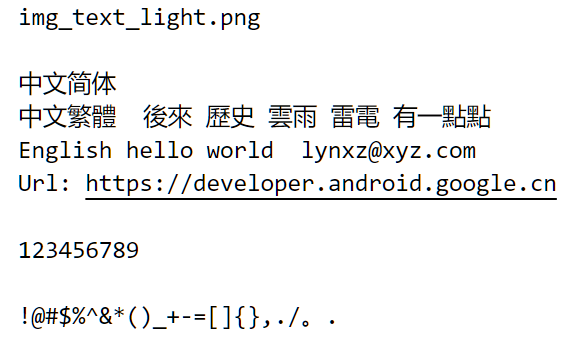 img_text_light.png
中文简体
中文繁體  後來 歷史 雲雨 雷電 有一點點
English hello world  lynxz@xyz.com
Url: https://developer.android.google.cn
123456789
!@#$%^&*()_+-=[]{},./。.